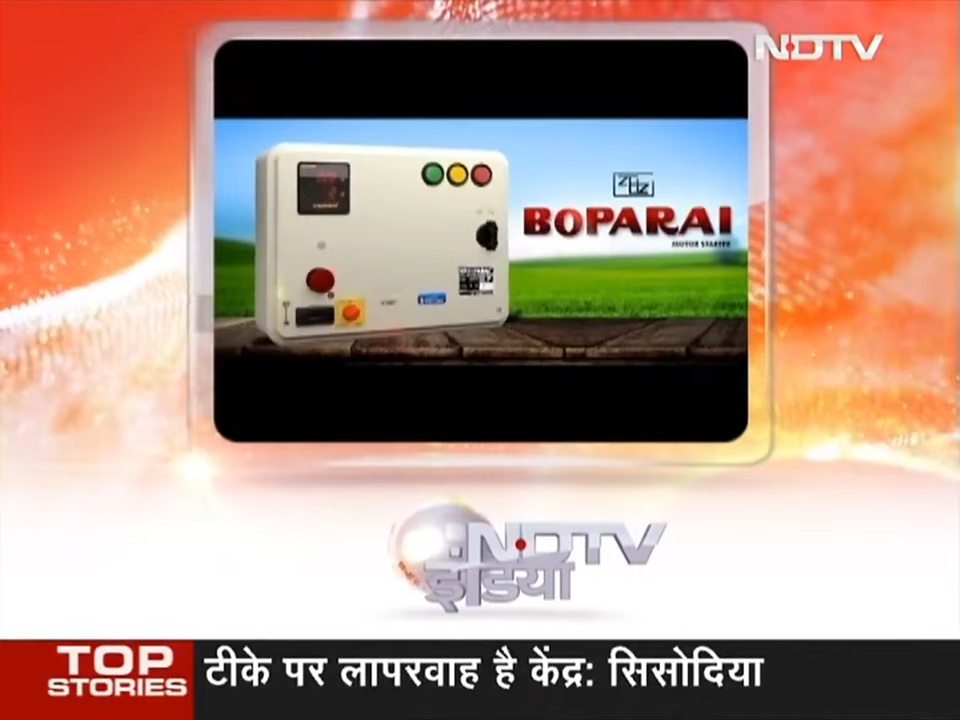 NDTV
BOPARAI
MOTOR STARTER
NDTV
इंडिया
TOP
STORIES
टीके पर लापरवाह है केंद्र: सिसोदिया